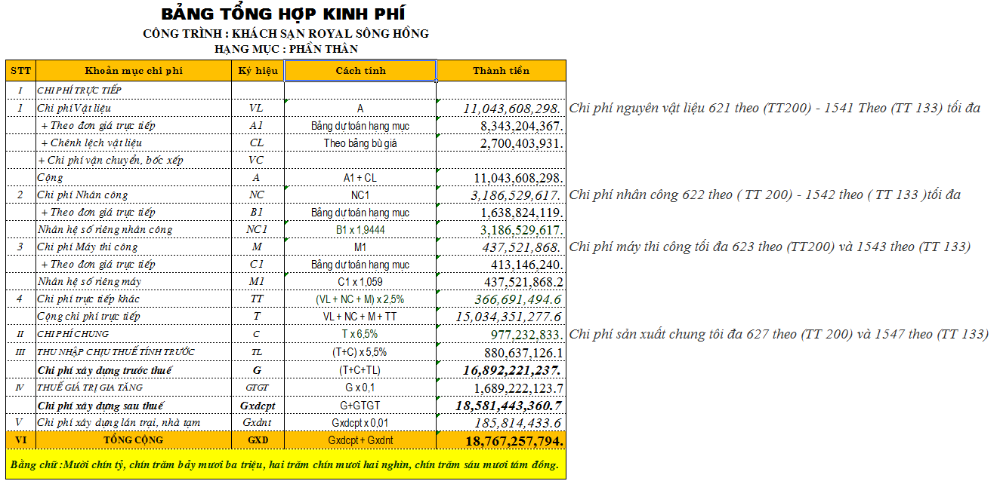 BẢNG TỔNG HỢP KINH PHÍ
CÔNG TRÌNH : KHÁCH SẠN ROYAL SÔNG HỒNG
HẠNG MỤC : PHẦN THÂN
STT Khoản mục chi phí Ký hiệu Cách tính Thành tiền
I CHI PHÍ TRỰC TIẾP
1 Chi phí Vật liệu VL A 11,043,608,298. Chi phí nguyên vật liệu 621 theo (TT200) - 1541 Theo (TT 133) tối đa
+ Theo đơn giá trực tiếp A1 Bảng dự toán hạng mục 8,343,204,367.
+ Chênh lệch vật liệu CL Theo bảng bù giá 2,700,403,931.
+ Chi phí vận chuyển, bốc xếp VC
Cộng A A1 + CL 11,043,608,298.
2 Chi phí Nhân công NC NC1 3,186,529,617. Chi phí nhân công 622 theo ( TT 200) - 1542 theo ( TT 133 )tối đa
+ Theo đơn giá trực tiếp B1 Bảng dự toán hạng mục 1,638,824,119.
Nhân hệ số riêng nhân công NC1 B1 x 1,9444 3,186,529,617.
3 Chi phí Máy thi công M M1 437,521,868. Chi phí máy thi công tối đa 623 theo (TT200) và 1543 theo (TT 133)
+ Theo đơn giá trực tiếp C1 Bảng dự toán hạng mục 413,146,240.
Nhân hệ số riêng máy M1 C1 x 1,059 437,521,868.2
4 Chi phí trực tiếp khác TT (VL + NC + M) x 2,5% 366,691,494.6
Cộng chi phí trực tiếp T VL + NC + M + TT 15,034,351,277.6
II CHI PHÍ CHUNG C T x 6,5% 977,232,833. Chi phí sản xuất chung tôi đa 627 theo (TT 200) và 1547 theo (TT 133)
III THU NHẬP CHỊU THUẾ TÍNH TRƯỚC TL (T+C) x 5,5% 880,637,126.1
Chi phí xây dựng trước thuế G (T+C+TL) 16,892,221,237.
IV THUẾ GIÁ TRỊ GIA TĂNG GTGT G x 0,1 1,689,222,123.7
Chi phí xây dựng sau thuế Gxdcpt G+GTGT 18,581,443,360.7
V Chi phí xây dựng lán trại, nhà tạm Gxdnt Gxdcpt x 0,01 185,814,433.6
VI TỔNG CỘNG GXD Gxdcpt + Gxdnt 18,767,257,794.
Bằng chữ :Mười chín tỷ, chín trăm bảy mươi ba triệu, hai trăm chín mươi hai nghìn, chín trăm sáu mươi tám đồng.